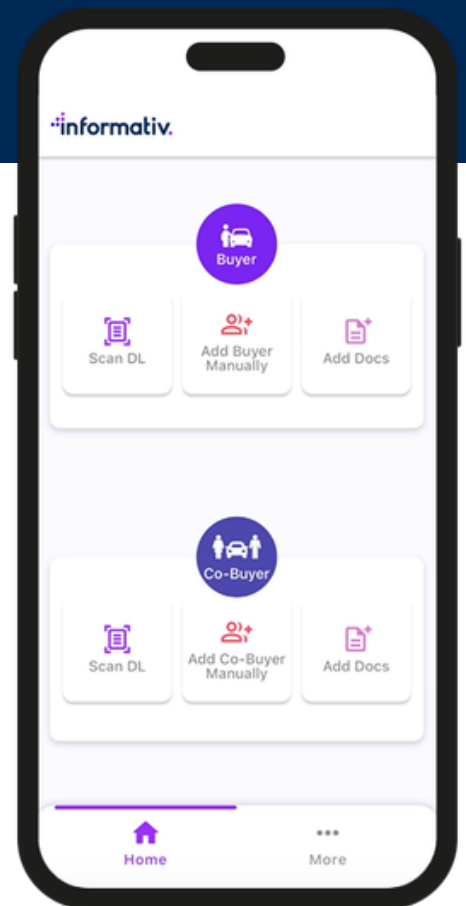 informativ.
Buyer
Scan DL
Add Buyer
Manually
Add Docs
Co-Buyer
Scan DL
Add Co-Buyer
Manually
Add Docs
Home
More